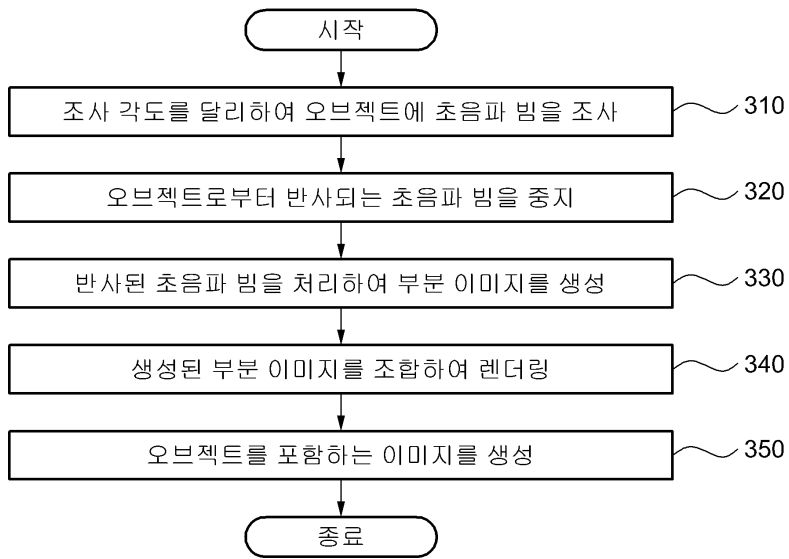 시작
조사 각도를 달리하여 오브젝트에 초음파 빔을 조사
310
오브젝트로부터 반사되는 초음파 빔을 중지
320
반사된 초음파 빔을 처리하여 부분 이미지를 생성
330
생성된 부분 이미지를 조합하여 렌더링
340
오브젝트를 포함하는 이미지를 생성
350
종료